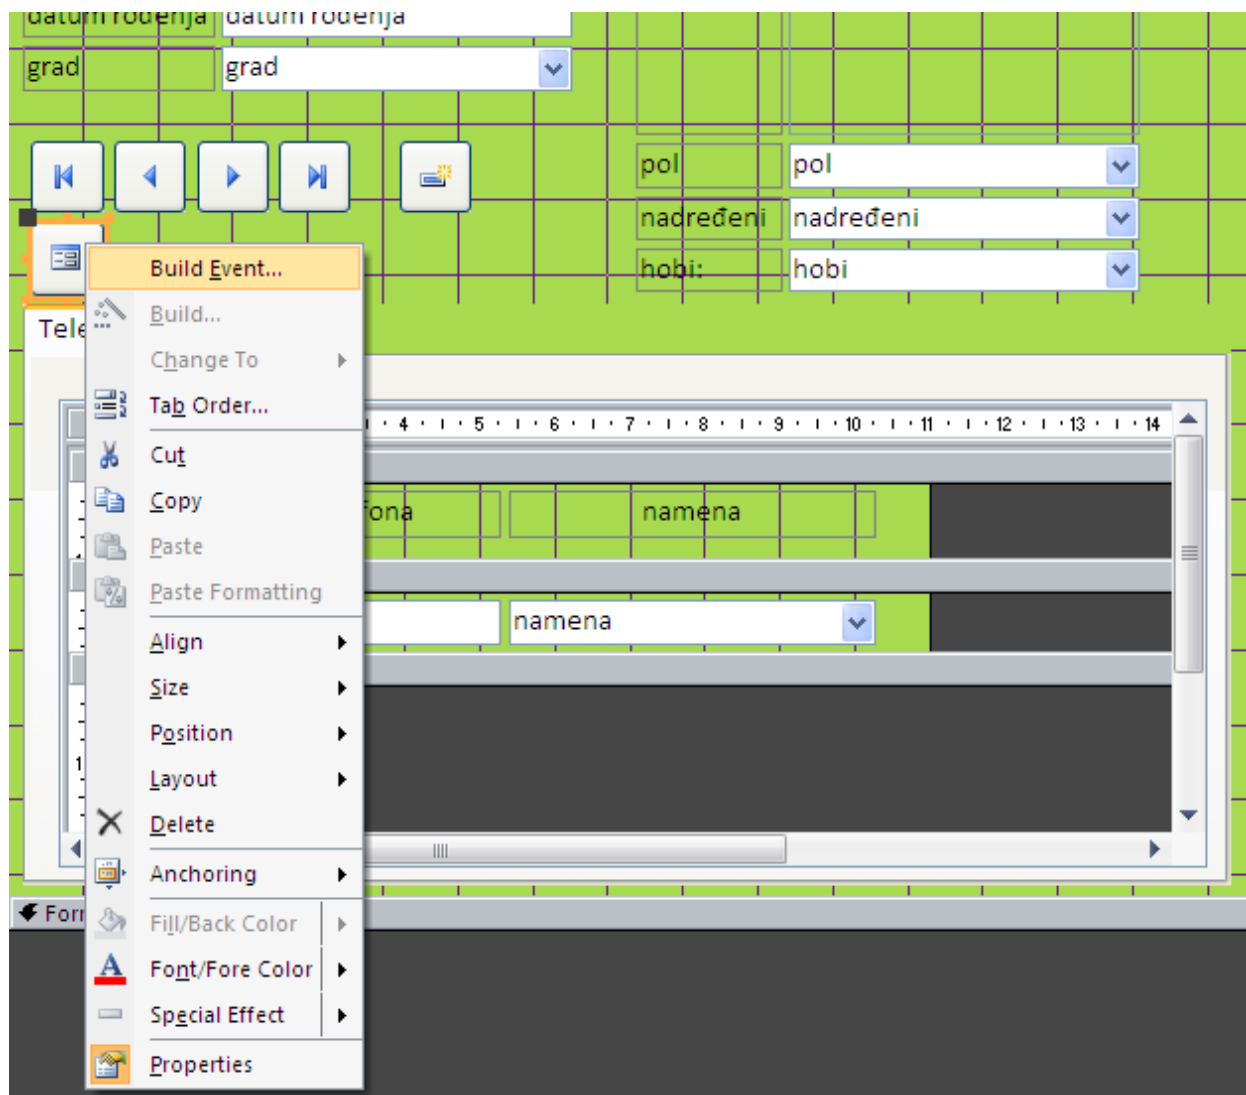 datum rođenja datum rođenja
grad grad
pol pol
nadređeni nadređeni
hobi: hobi
Build Event...
Build...
Change To
Tab Order...
Cut
Copy
Paste
Paste Formatting
Align
Size
Position
Layout
Delete
Anchoring
Fill/Back Color
Font/Fore Color
Special Effect
Properties
Tele
4 5 6 7 8 9 10 11 12 13 14
fona namena
namena
1
Forr